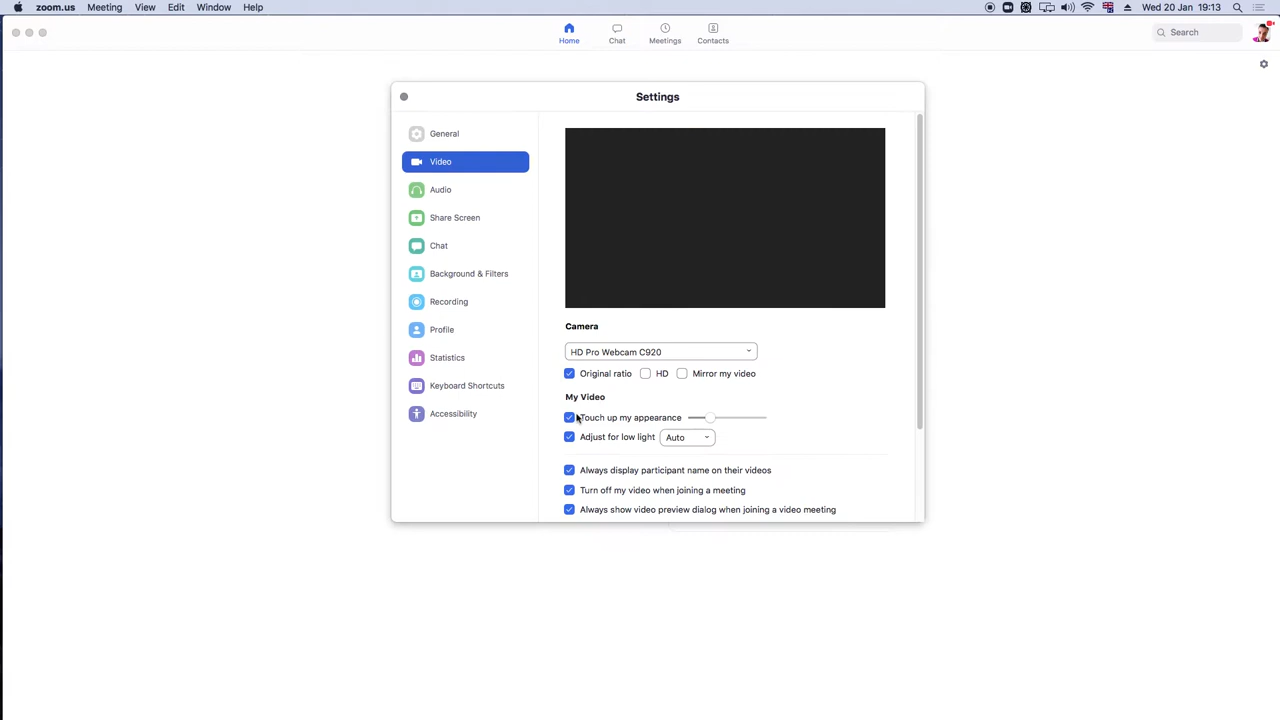 zoom.us Meeting View Edit Window Help Wed 20 Jan 19:13
Home Chat Meetings Contacts
Search
Settings
General
Video
Audio
Share Screen
Chat
Background & Filters
Recording
Profile
Statistics
Keyboard Shortcuts
Accessibility
Camera
HD Pro Webcam C920
Original ratio HD Mirror my video
My Video
Touch up my appearance
Adjust for low light Auto
Always display participant name on their videos
Turn off my video when joining a meeting
Always show video preview dialog when joining a video meeting